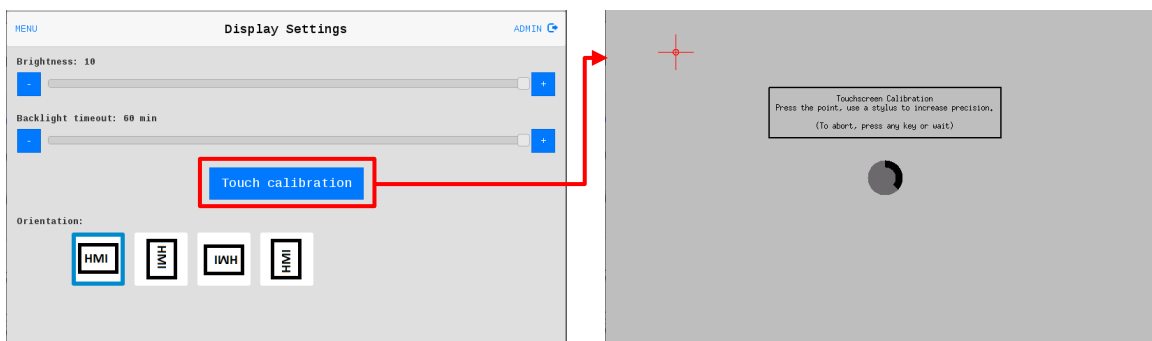 MENU
Display Settings
ADMIN
Brightness: 10
-
+
Backlight timeout: 60 min
-
+
Touch calibration
Orientation:
HMI
HMI
HMI
HMI
Touchscreen Calibration
Press the point, use a stylus to increase precision.
(To abort, press any key or wait)